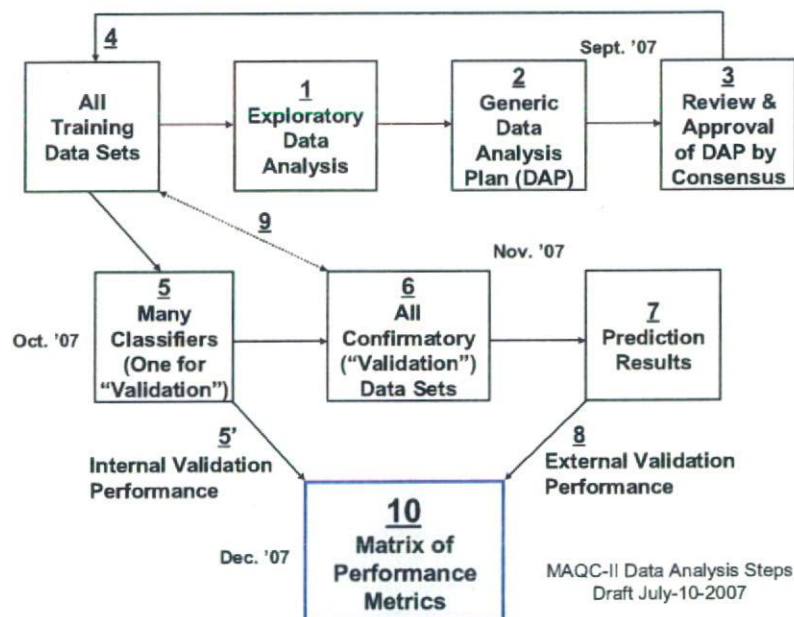 4
Sept. '07
All
Training
Data Sets
1
Exploratory
Data
Analysis
2
Generic
Data
Analysis
Plan (DAP)
3
Review &
Approval
of DAP by
Consensus
9
Nov. '07
Oct. '07
5
Many
Classifiers
(One for
"Validation")
6
All
Confirmatory
("Validation")
Data Sets
7
Prediction
Results
5'
Internal Validation
Performance
8
External Validation
Performance
Dec. '07
10
Matrix of
Performance
Metrics
MAQC-II Data Analysis Steps
Draft July-10-2007